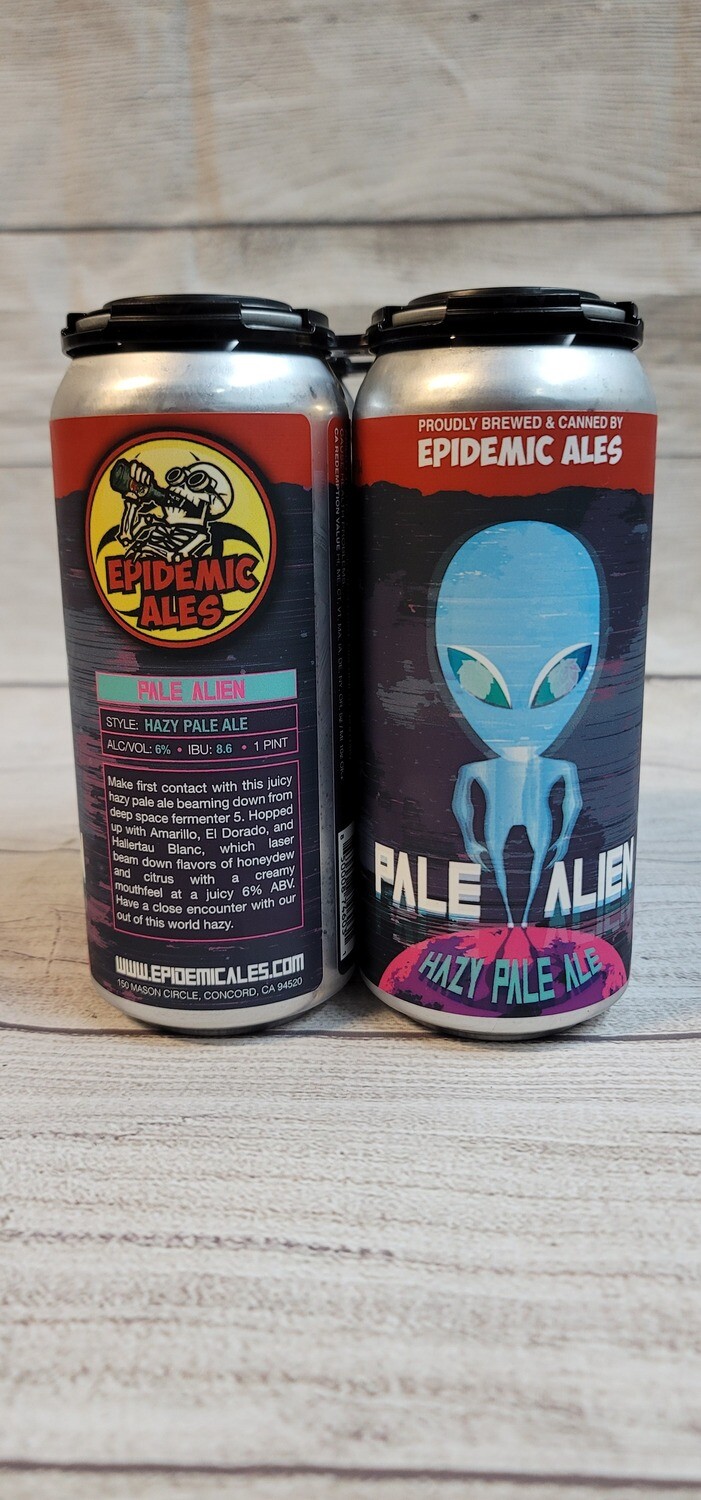 EPIDEMIC
ALES
PALE ALIEN
STYLE: HAZY PALE ALE
ALC/VOL: 6% • IBU: 8.6 • 1 PINT
Make first contact with this juicy
hazy pale ale beaming down from
deep space fermenter 5. Hopped
up with Amarillo, El Dorado, and
Hallertau Blanc, which laser
beam down flavors of honeydew
and citrus with a creamy
mouthfeel at a juicy 6% ABV.
Have a close encounter with our
out of this world hazy.
WWW.EPIDEMICALES.COM
150 MASON CIRCLE, CONCORD, CA 94520
CA REDEMPTION VALUE
PROUDLY BREWED & CANNED BY
EPIDEMIC ALES
PALE ALIEN
HAZY PALE ALE